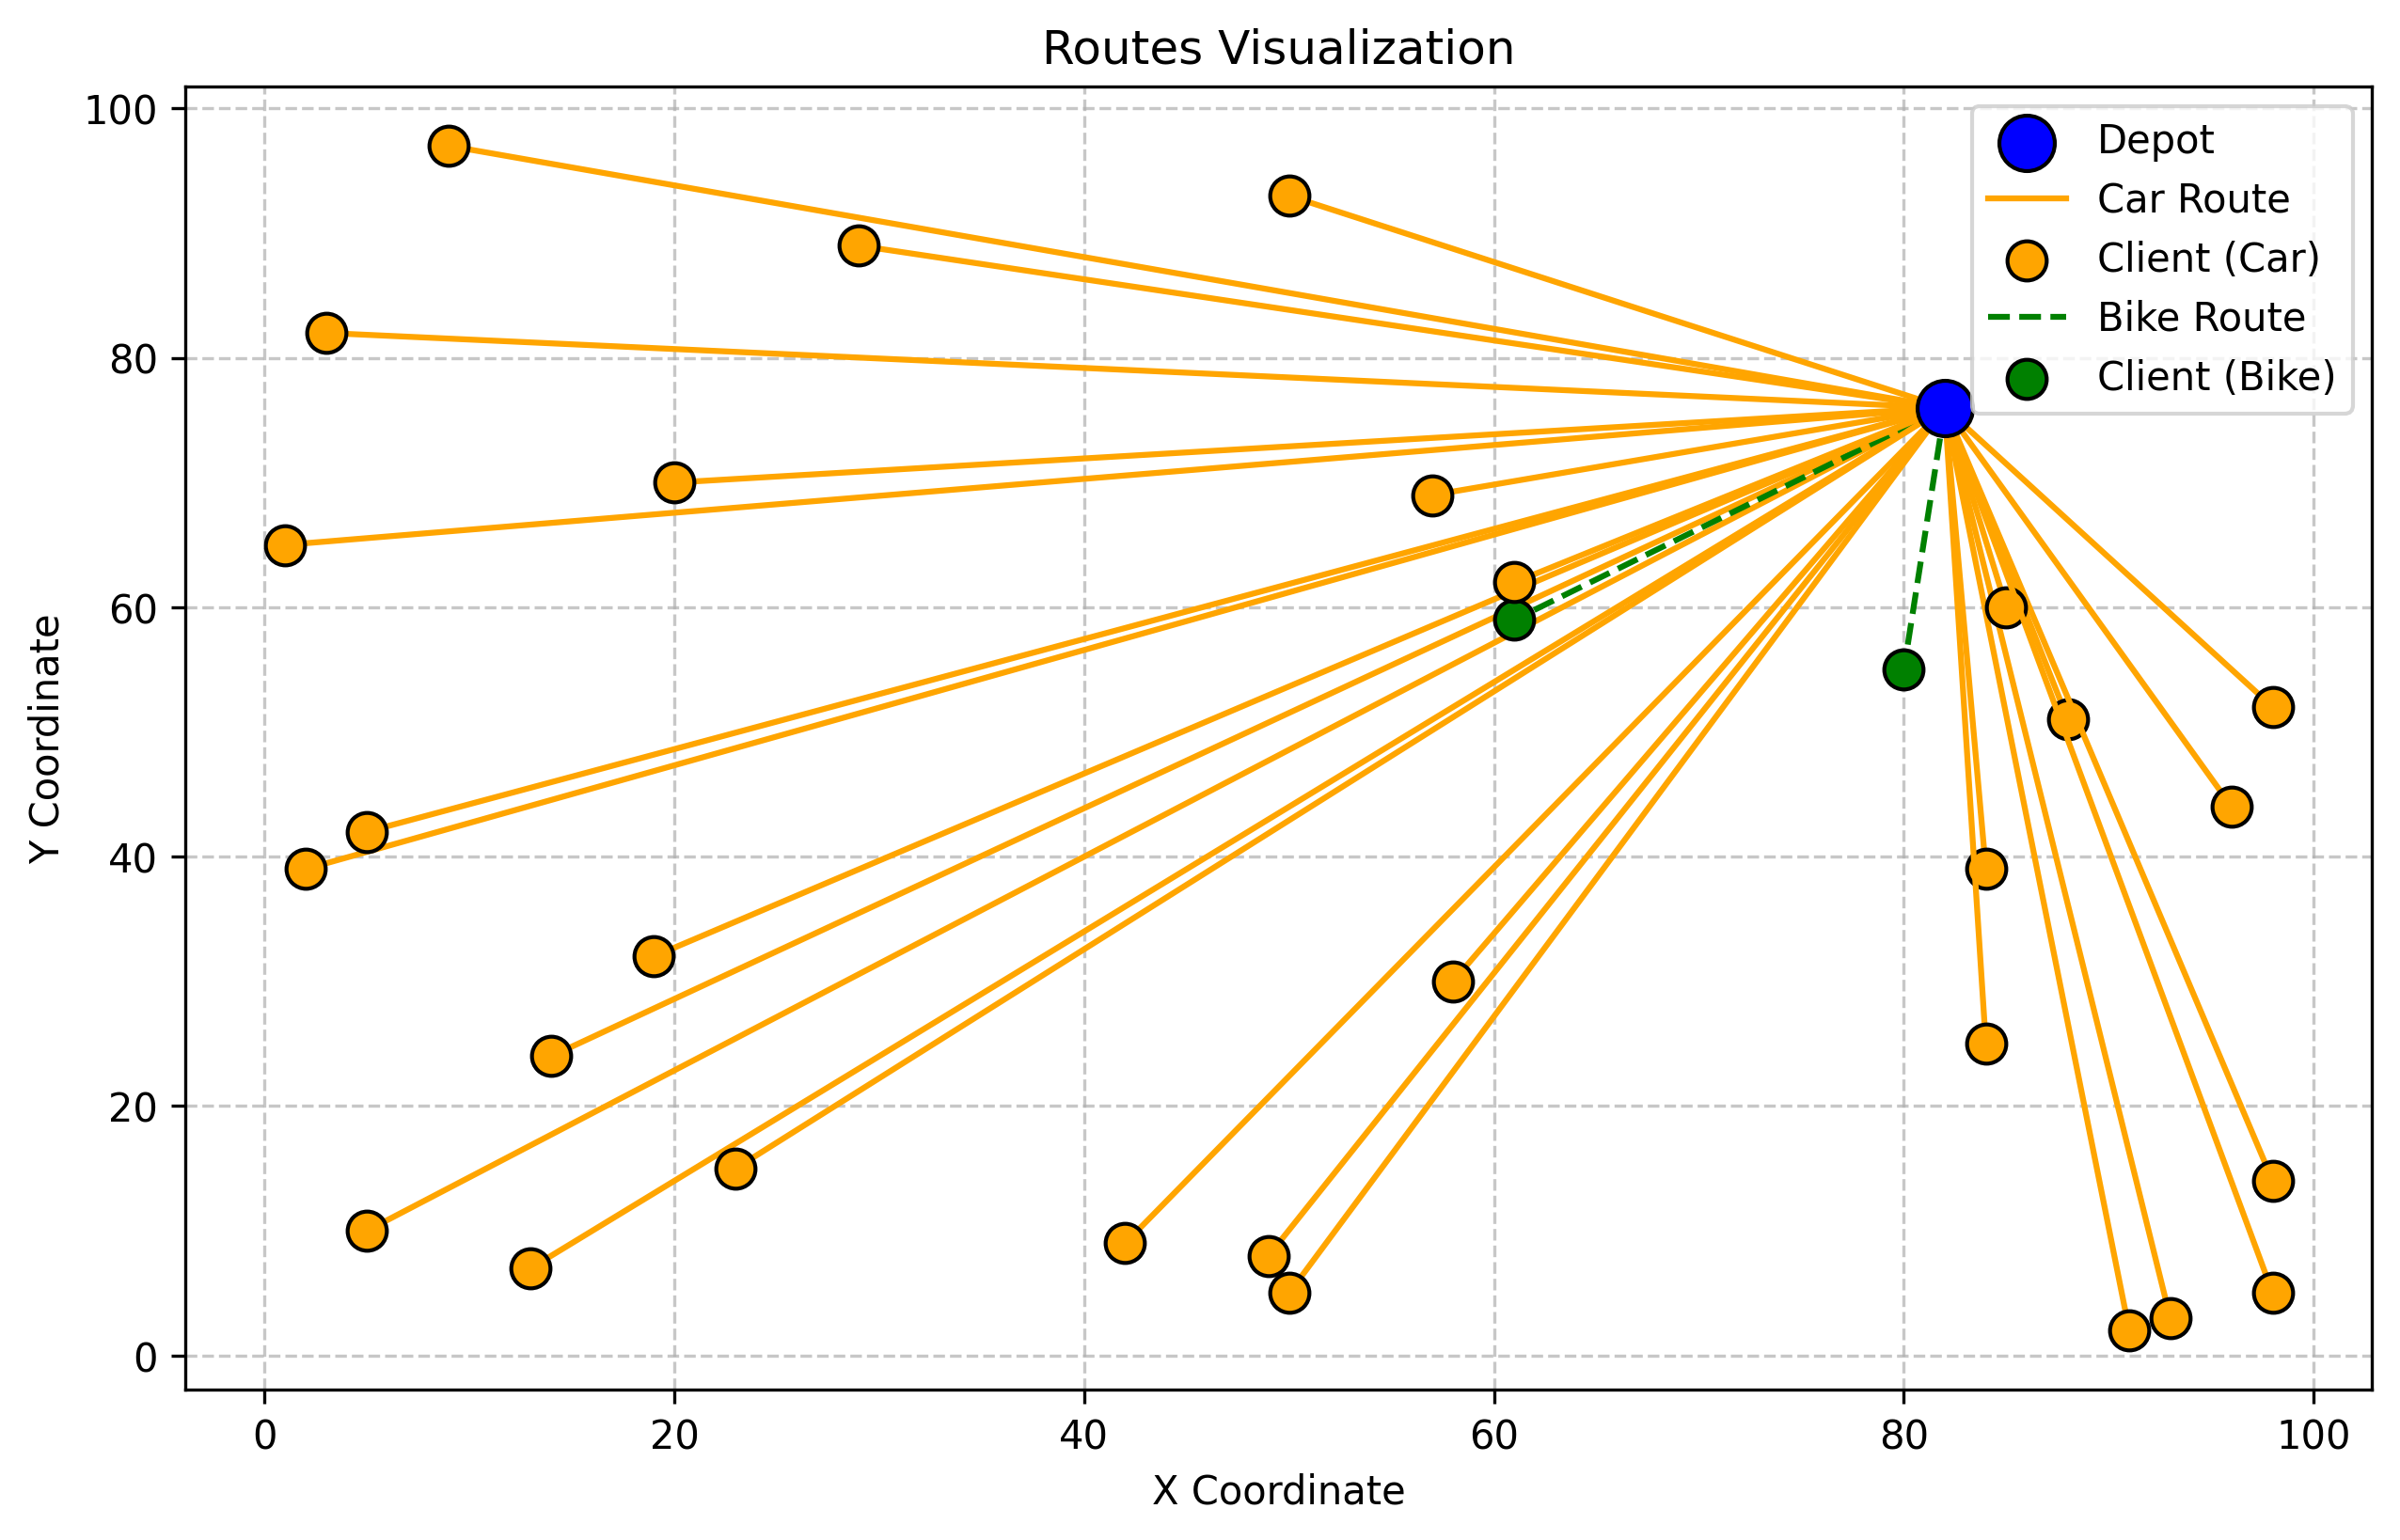 Routes Visualization
Depot
Car Route
Client (Car)
Bike Route
Client (Bike)
100
80
60
40
20
0
Y Coordinate
0 20 40 60 80 100
X Coordinate